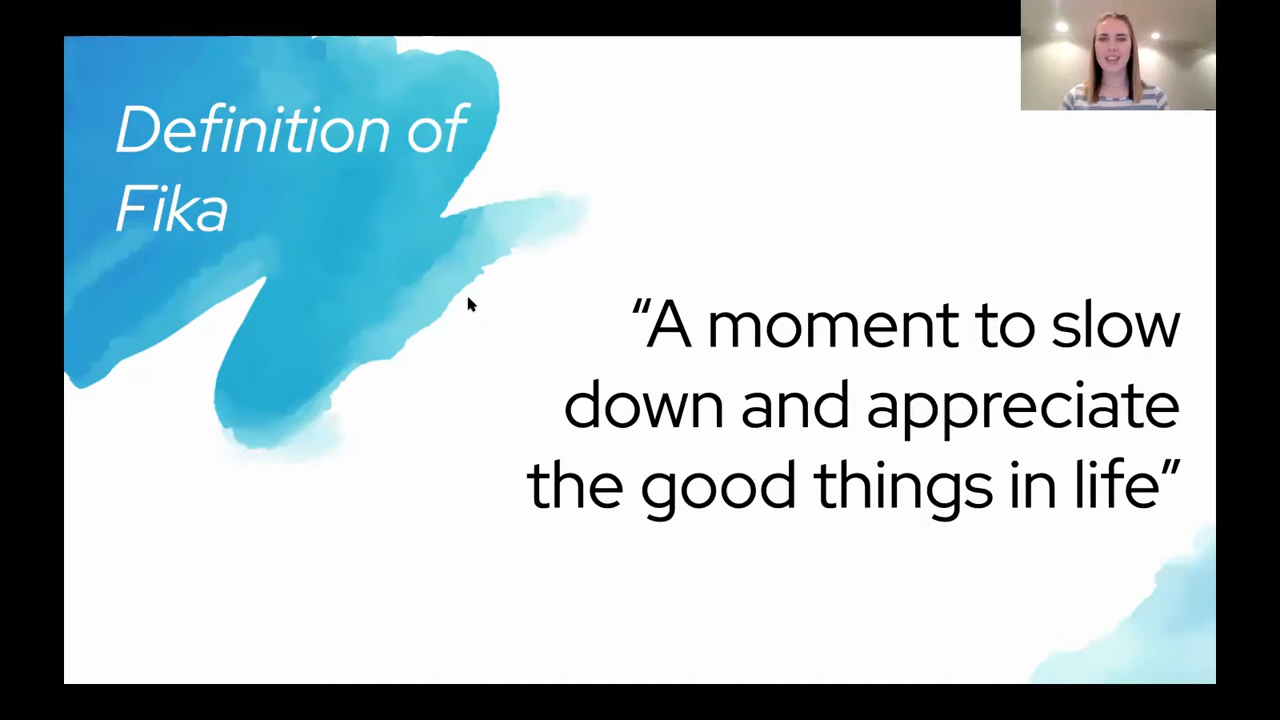 Definition of
Fika
“A moment to slow
down and appreciate
the good things in life”